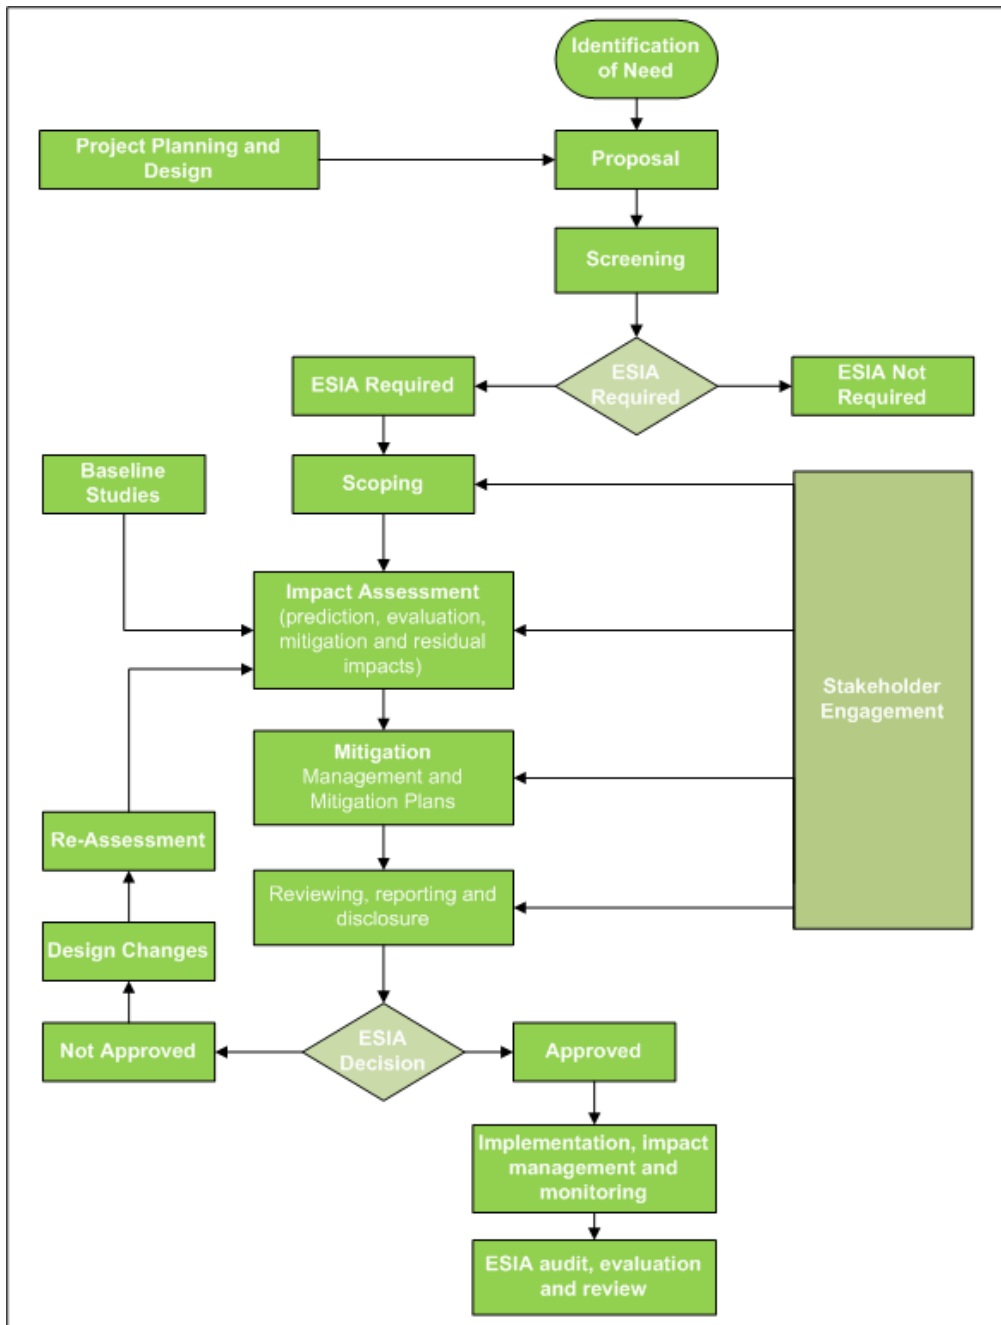 Identification
of Need
Project Planning and
Design
Proposal
Screening
ESIA Required
ESIA
Required
ESIA Not
Required
Baseline
Studies
Scoping
Impact Assessment
(prediction, evaluation,
mitigation and residual
impacts)
Stakeholder
Engagement
Mitigation
Management and
Mitigation Plans
Re-Assessment
Reviewing, reporting and
disclosure
Design Changes
Not Approved
ESIA
Decision
Approved
Implementation, impact
management and
monitoring
ESIA audit, evaluation
and review